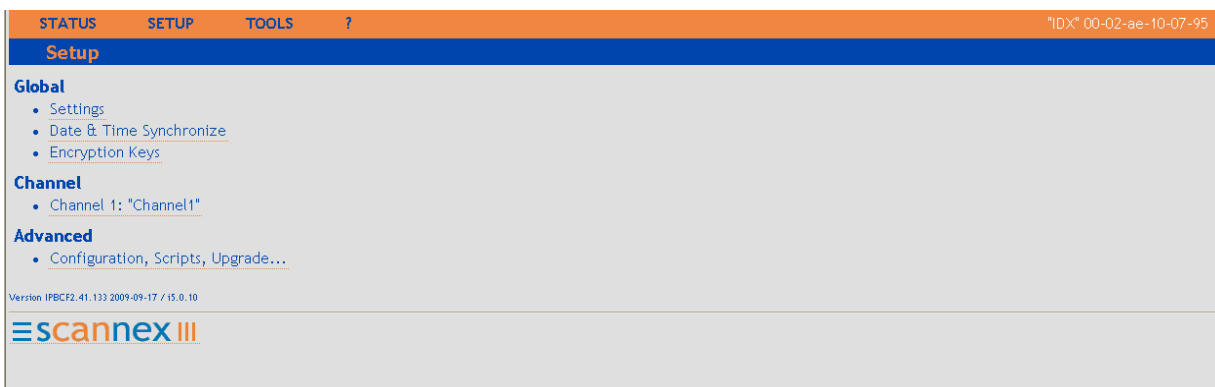 STATUS SETUP TOOLS ? "IDX" 00-02-ae-10-07-95
Setup
Global
Settings
Date & Time Synchronize
Encryption Keys
Channel
Channel 1: "Channel1"
Advanced
Configuration, Scripts, Upgrade...
Version IPBCF2.41.133 2009-09-17 / i5.0.10
scannex